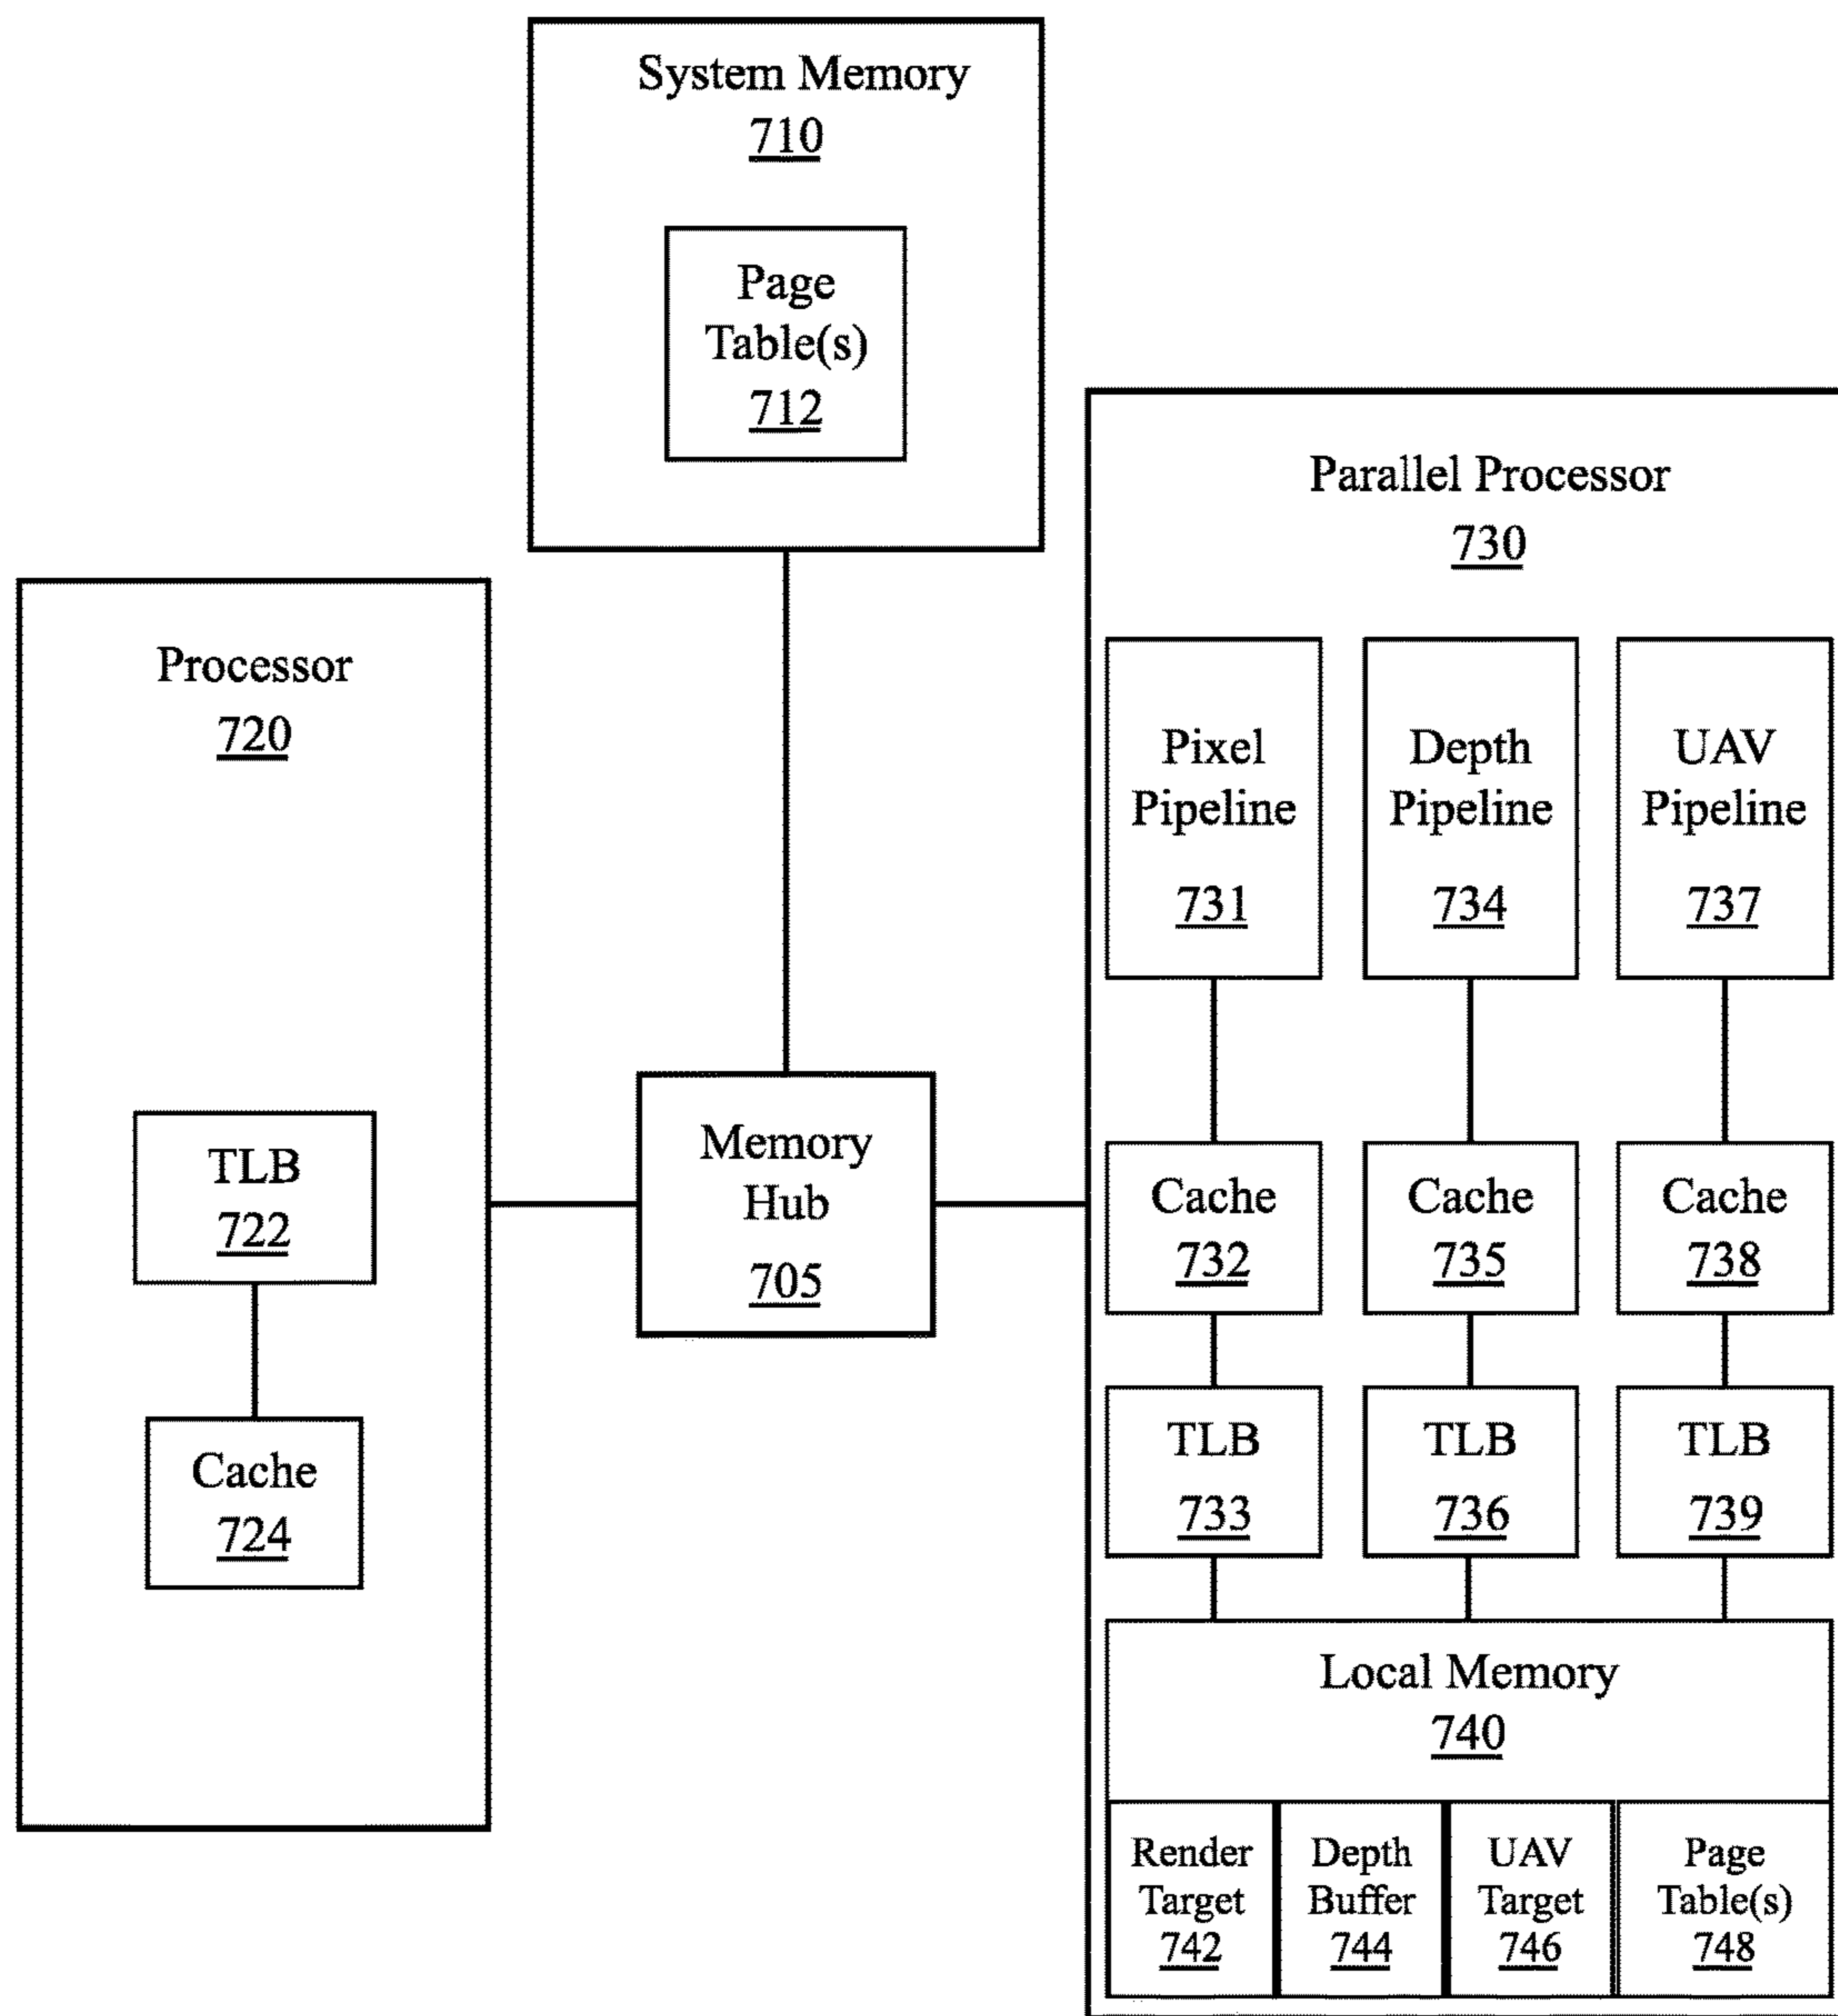 System Memory
710
Page
Table(s)
712
Processor
720
TLB
722
Cache
724
Memory
Hub
705
Parallel Processor
730
Pixel
Pipeline
731
Depth
Pipeline
734
UAV
Pipeline
737
Cache
732
Cache
735
Cache
738
TLB
733
TLB
736
TLB
739
Local Memory
740
Render
Target
742
Depth
Buffer
744
UAV
Target
746
Page
Table(s)
748